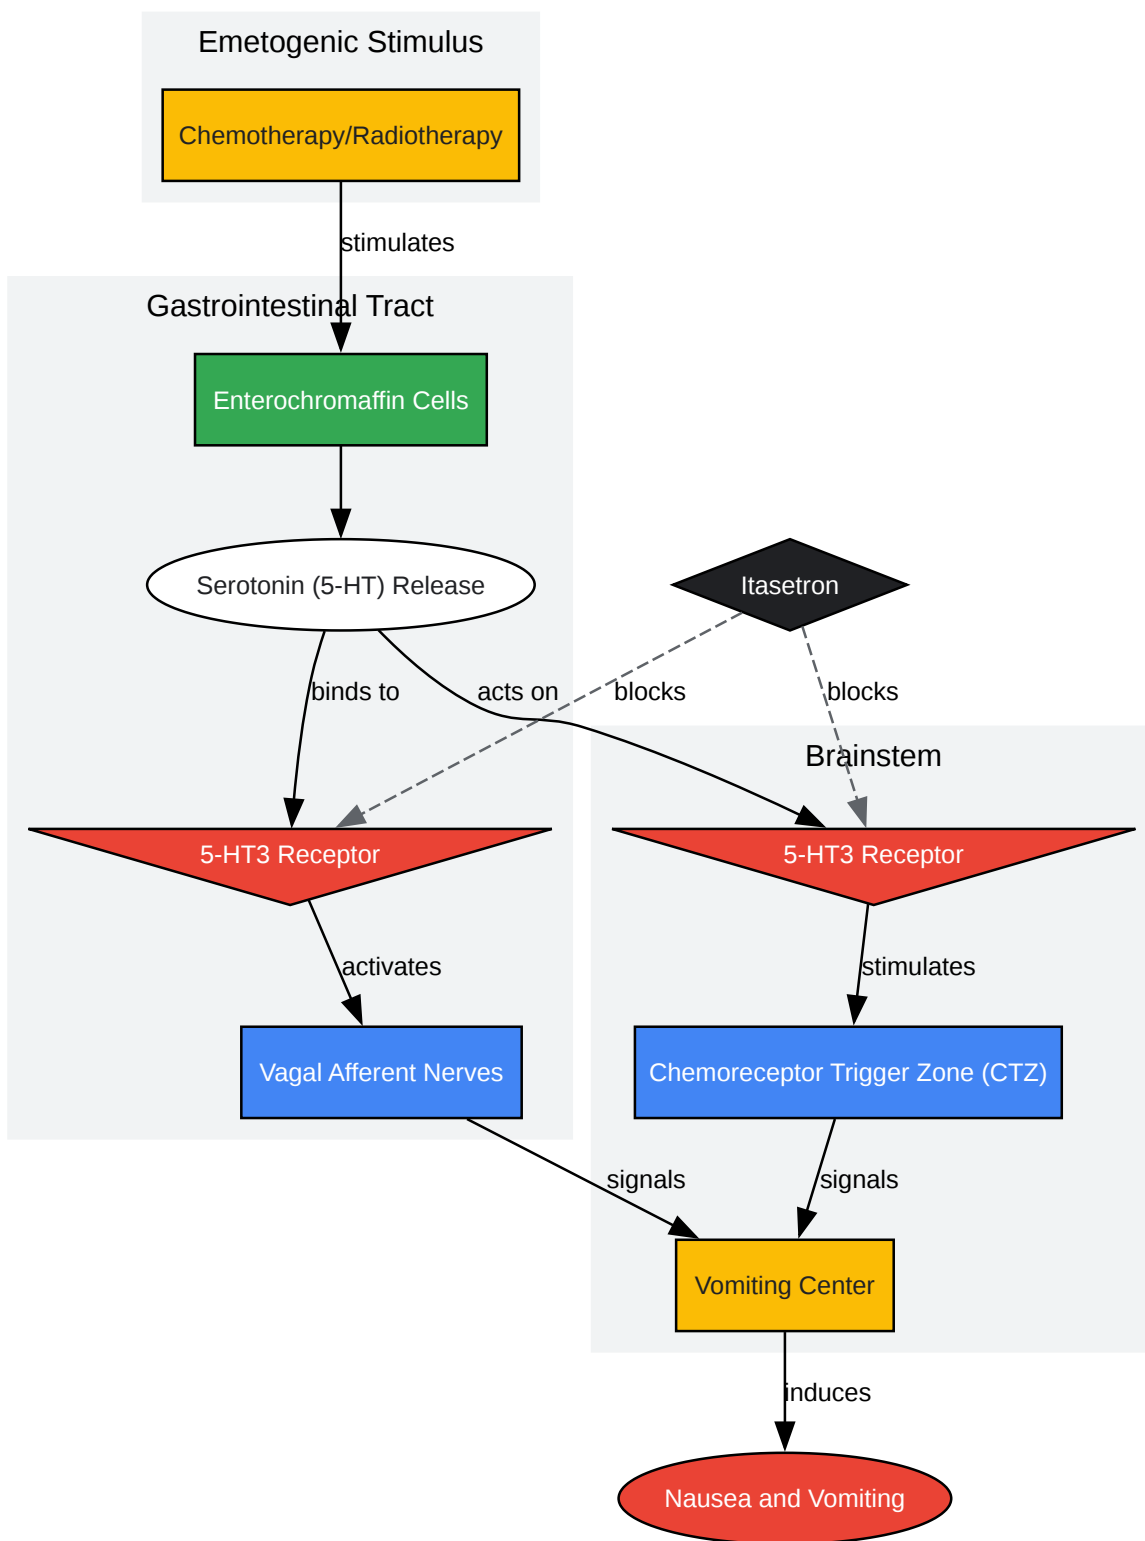 Emetogenic Stimulus
Chemotherapy/Radiotherapy
stimulates
Gastrointestinal Tract
Enterochromaffin Cells
Serotonin (5-HT) Release
Itasetron
binds to
acts on
blocks
blocks
Brainstem
5-HT3 Receptor
5-HT3 Receptor
activates
stimulates
Vagal Afferent Nerves
Chemoreceptor Trigger Zone (CTZ)
signals
signals
Vomiting Center
induces
Nausea and Vomiting